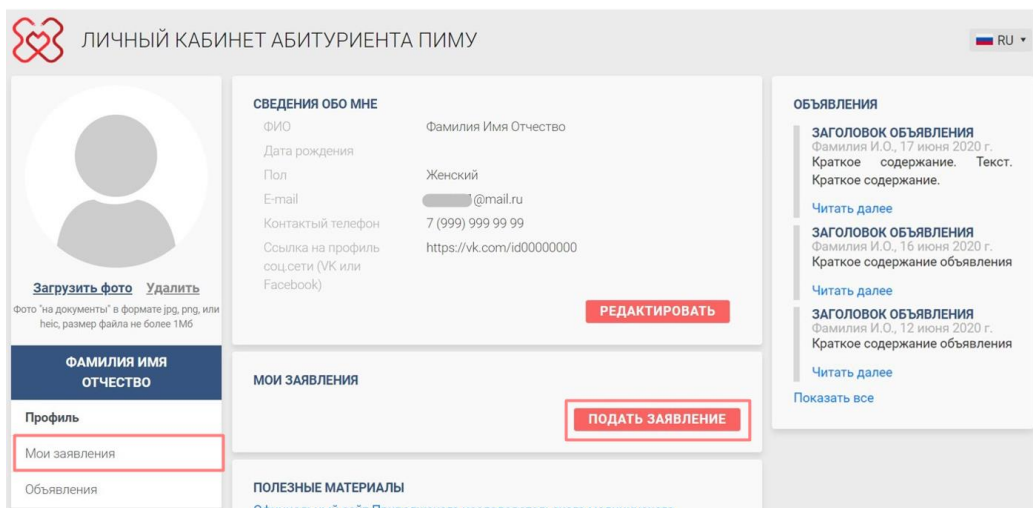 ЛИЧНЫЙ КАБИНЕТ АБИТУРИЕНТА ПИМУ
RU
Загрузить фото Удалить
Фото "на документы" в формате jpg, png, или
heic, размер файла не более 1Мб
ФАМИЛИЯ ИМЯ
ОТЧЕСТВО
Профиль
Мои заявления
Объявления
СВЕДЕНИЯ ОБО МНЕ
ФИО Фамилия Имя Отчество
Дата рождения
Пол Женский
E-mail @mail.ru
Контактый телефон 7 (999) 999 99 99
Ссылка на профиль https://vk.com/id00000000
соц.сети (VK или
Facebook)
РЕДАКТИРОВАТЬ
МОИ ЗАЯВЛЕНИЯ
ПОДАТЬ ЗАЯВЛЕНИЕ
ПОЛЕЗНЫЕ МАТЕРИАЛЫ
ОБЪЯВЛЕНИЯ
ЗАГОЛОВОК ОБЪЯВЛЕНИЯ
Фамилия И.О., 17 июня 2020 г.
Краткое содержание. Текст.
Краткое содержание.
Читать далее
ЗАГОЛОВОК ОБЪЯВЛЕНИЯ
Фамилия И.О., 16 июня 2020 г.
Краткое содержание объявления
Читать далее
ЗАГОЛОВОК ОБЪЯВЛЕНИЯ
Фамилия И.О., 12 июня 2020 г.
Краткое содержание объявления
Читать далее
Показать все